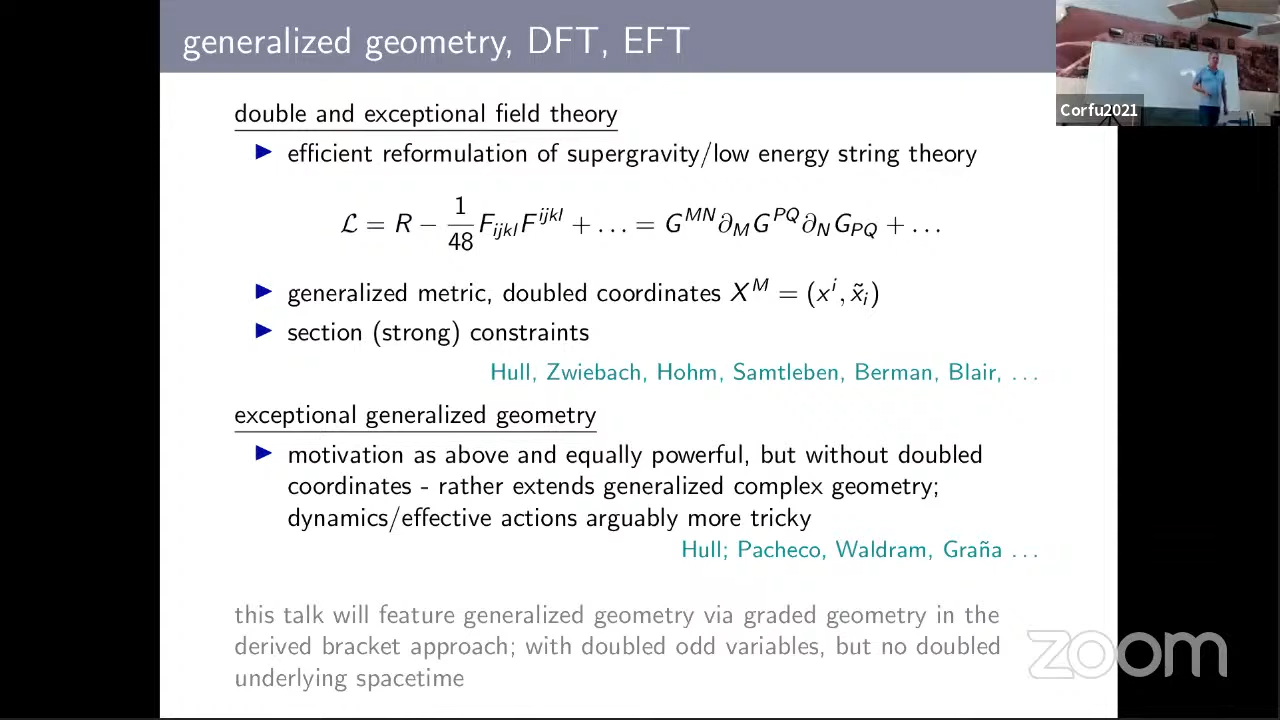 generalized geometry, DFT, EFT
Corfu2021
double and exceptional field theory
▶ efficient reformulation of supergravity/low energy string theory
ℒ = R − 1/48 F_{ijkl}F^{ijkl} + ... = G^{MN}∂_M G^{PQ}∂_N G_{PQ} + ...
▶ generalized metric, doubled coordinates X^M = (x^i, x̃_i)
▶ section (strong) constraints
Hull, Zwiebach, Hohm, Samtleben, Berman, Blair, ...
exceptional generalized geometry
▶ motivation as above and equally powerful, but without doubled
coordinates - rather extends generalized complex geometry;
dynamics/effective actions arguably more tricky
Hull; Pacheco, Waldram, Graña ...
this talk will feature generalized geometry via graded geometry in the
derived bracket approach; with doubled odd variables, but no doubled
underlying spacetime
zoom